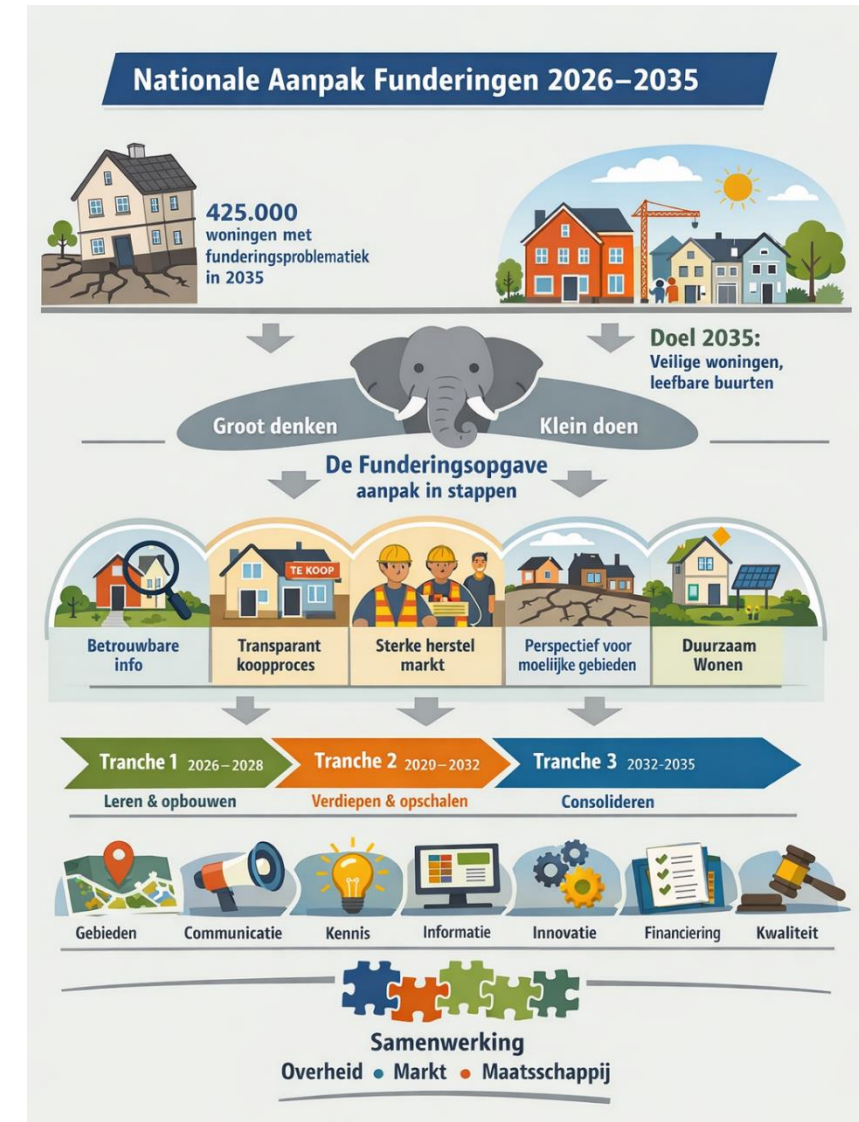 Nationale Aanpak Funderingen 2026–2035
425.000
woningen met
funderingsproblematiek
in 2035
Doel 2035:
Veilige woningen,
leefbare buurten
Groot denken
Klein doen
De Funderingsopgave
aanpak in stappen
TE KOOP
Betrouwbare
info
Transparant
koopproces
Sterke herstel
markt
Perspectief voor
moelijke gebieden
Duurzaam
Wonen
Tranche 1 2026–2028
Tranche 2 2020–2032
Tranche 3 2032-2035
Leren & opbouwen
Verdiepen & opschalen
Consolideren
Gebieden
Communicatie
Kennis
Informatie
Innovatie
Financiering
Kwaliteit
Samenwerking
Overheid • Markt • Maatsschappij